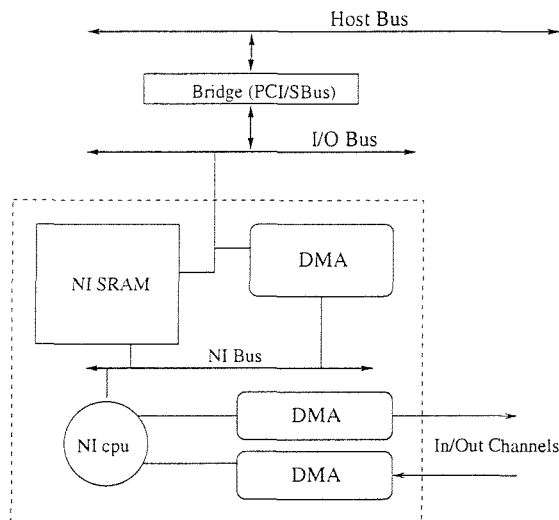 Host Bus
Bridge (PCI/SBus)
I/O Bus
NI SRAM
DMA
NI Bus
DMA
NI cpu
In/Out Channels
DMA